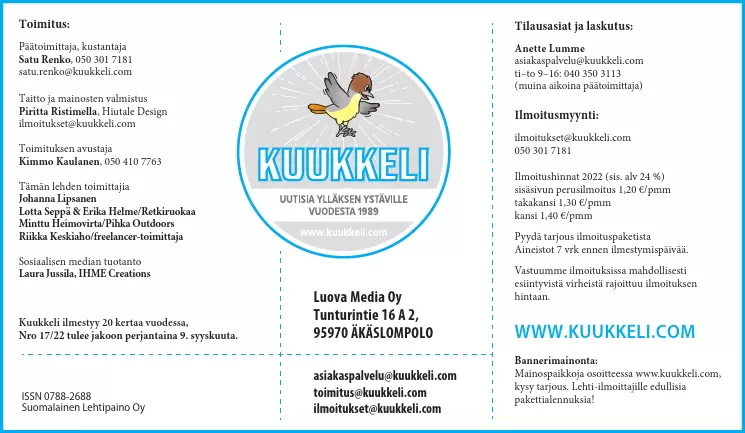 Toimitus:
Päätoimittaja, kustantaja
Satu Renko, 050 301 7181
satu.renko@kuukkeli.com
Taitto ja mainosten valmistus
Piritta Ristimella, Hiutale Design
ilmoitukset@kuukkeli.com
Toimituksen avustaja
Kimmo Kaulanen, 050 410 7763
Tämän lehden toimittajia
Johanna Lipsanen
Lotta Seppä & Erika Helme/Retkiruokaa
Minttu Heimovirta/Pihka Outdoors
Riikka Keskiaho/freelancer-toimittaja
Sosiaalisen median tuotanto
Laura Jussila, IHME Creations
Kuukkeli ilmestyy 20 kertaa vuodessa,
Nro 17/22 tulee jakoon perjantaina 9. syyskuuta.
ISSN 0788-2688
Suomalainen Lehtipaino Oy
KUUKKELI
UUTISIA YLLÄKSEN YSTÄVILLE
VUODESTA 1989
www.kuukkeli.com
Luova Media Oy
Tunturintie 16 A 2,
95970 ÄKÄSLOMPOLO
asiakaspalvelu@kuukkeli.com
toimitus@kuukkeli.com
ilmoitukset@kuukkeli.com
Tilausasiat ja laskutus:
Anette Lumme
asiakaspalvelu@kuukkeli.com
ti–to 9–16: 040 350 3113
(muina aikoina päätoimittaja)
Ilmoitusmyynti:
ilmoitukset@kuukkeli.com
050 301 7181
Ilmoitushinnat 2022 (sis. alv 24 %)
sisäsivun perusilmoitus 1,20 €/pmm
takakansi 1,30 €/pmm
kansi 1,40 €/pmm
Pyydä tarjous ilmoituspaketista
Aineistot 7 vrk ennen ilmestymispäivää.
Vastuumme ilmoituksissa mahdollisesti
esiintyvistä virheistä rajoittuu ilmoituksen
hintaan.
WWW.KUUKKELI.COM
Bannerimainonta:
Mainospaikkoja osoitteessa www.kuukkeli.com,
kysy tarjous. Lehti-ilmoittajille edullisia
pakettialennuksia!